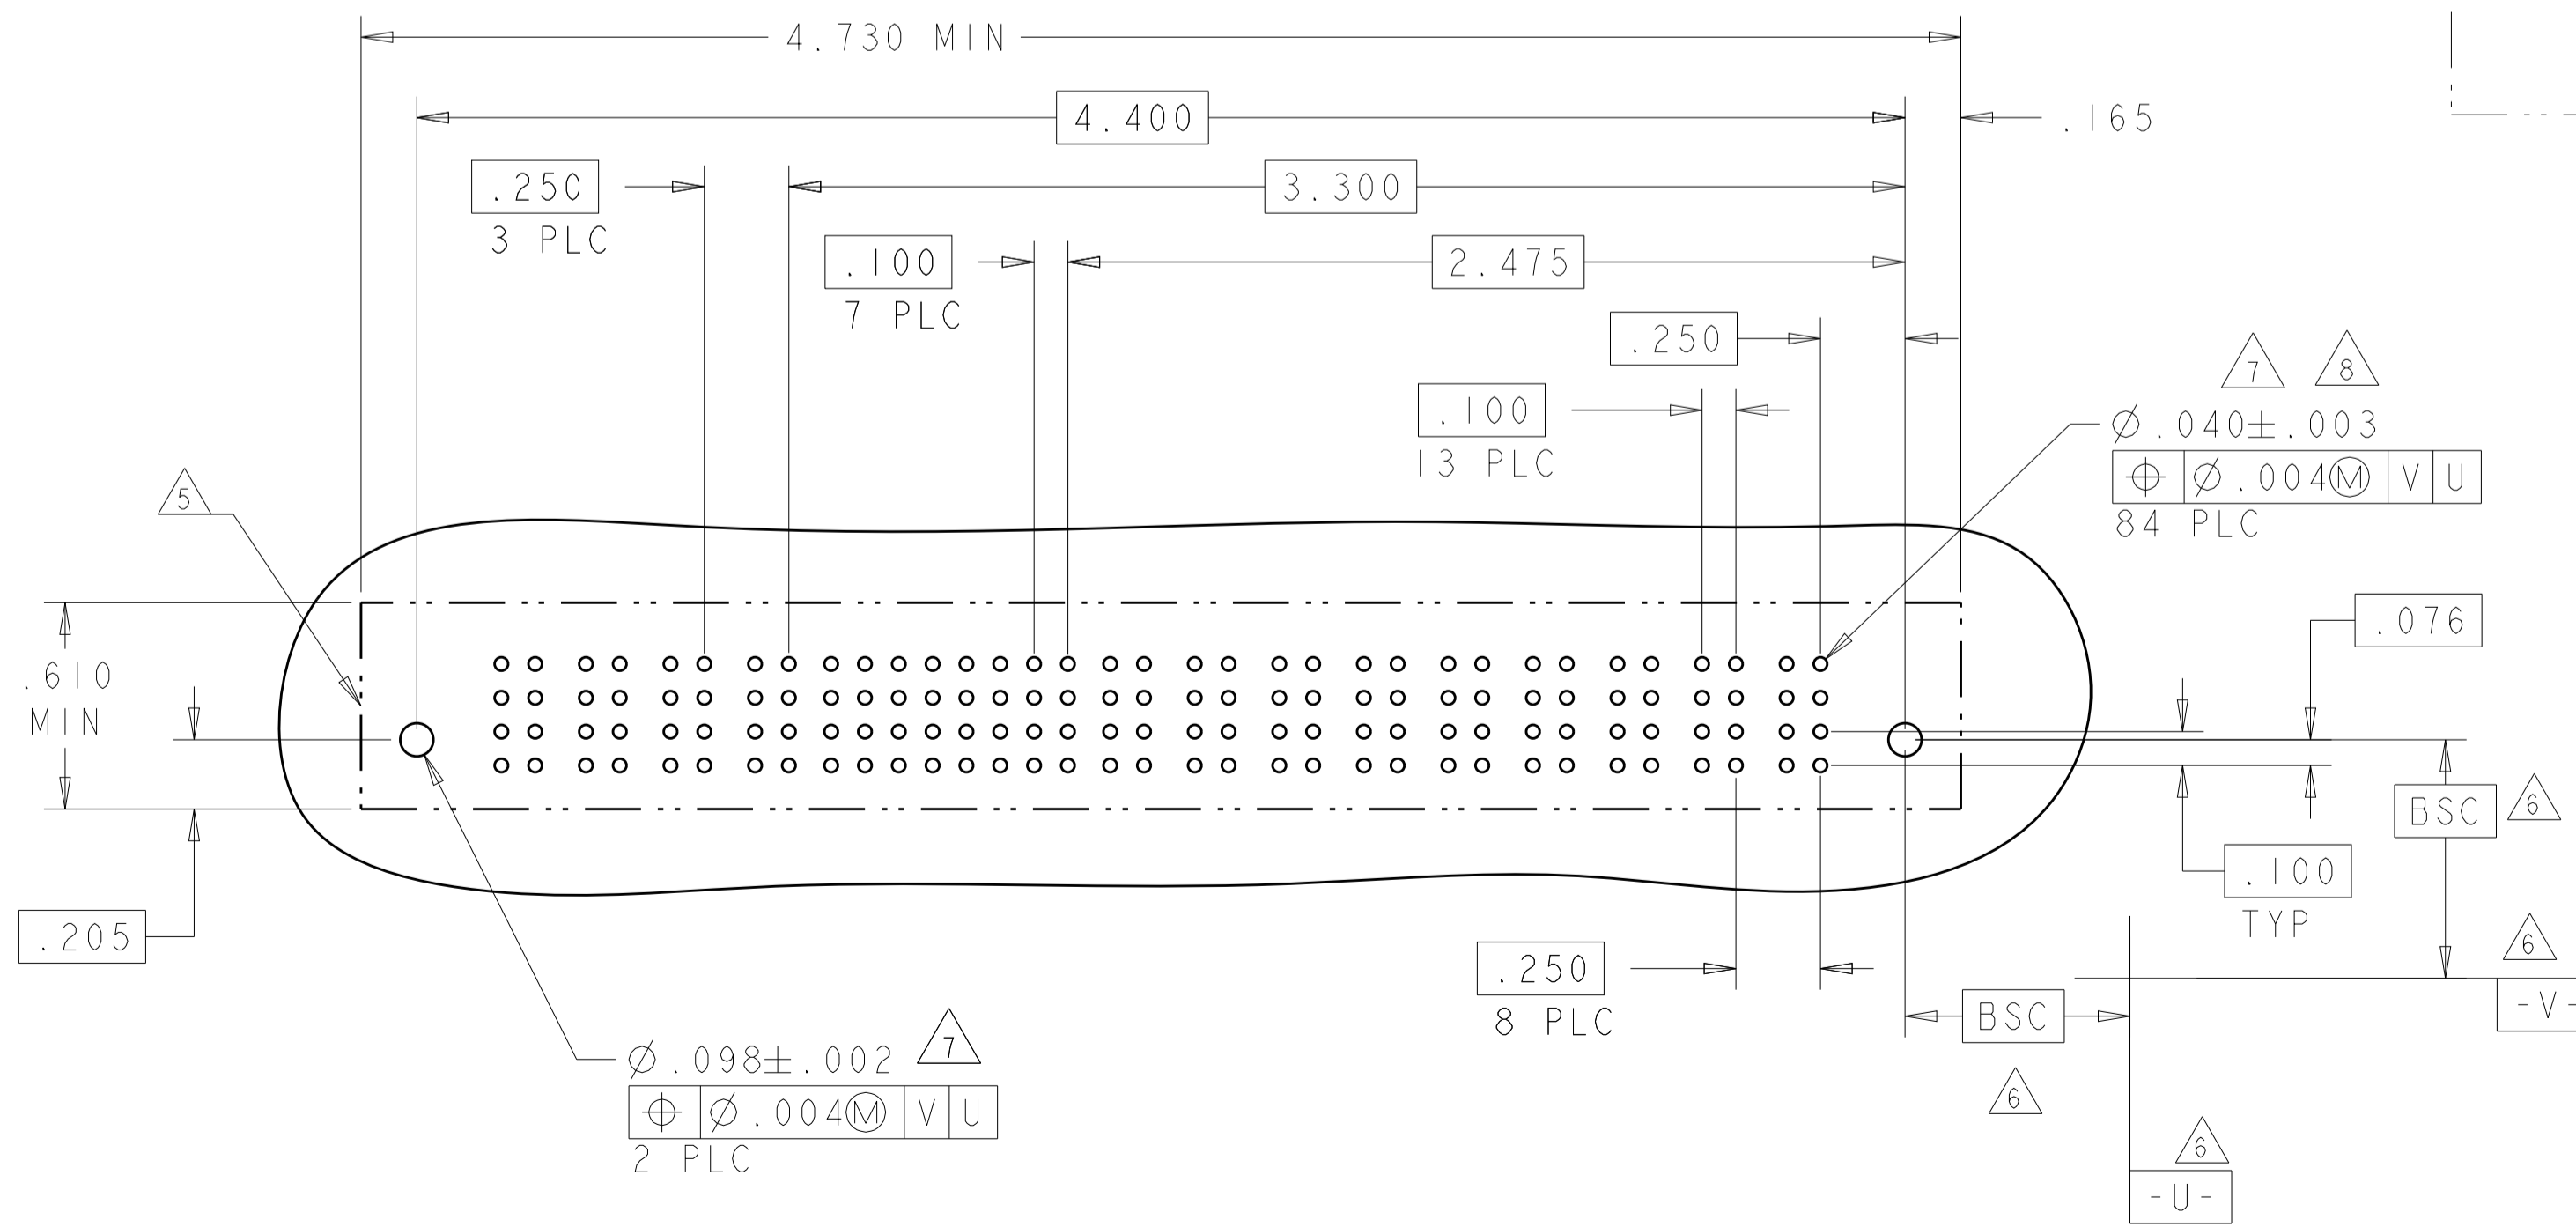 4.730 MIN
4.400
.165
.250
3 PLC
3.300
.100
7 PLC
2.475
.250
7 8
.100
13 PLC
Ø.040±.003
⌖ Ø.004Ⓜ V U
84 PLC
5
.076
.610
MIN
BSC 6
.100
TYP
.205
.250
8 PLC
6
-V-
BSC
6
Ø.098±.002 7
⌖ Ø.004Ⓜ V U
2 PLC
6
-U-